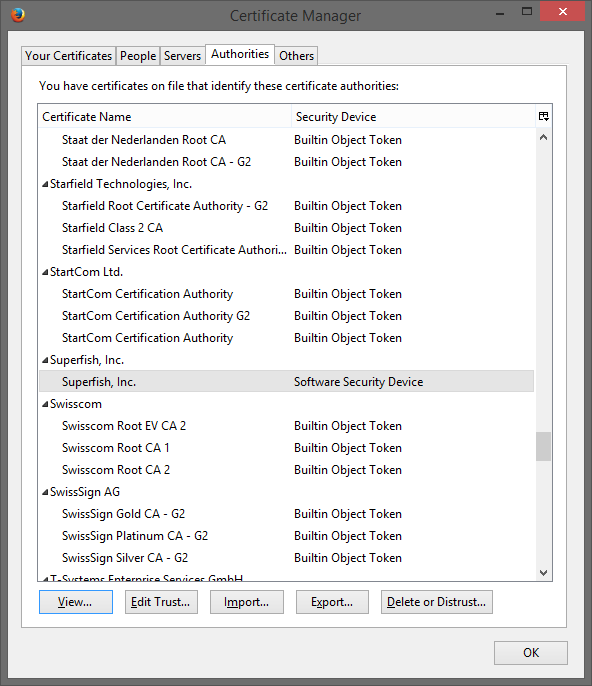 Certificate Manager
Your Certificates People Servers Authorities Others
You have certificates on file that identify these certificate authorities:
Certificate Name Security Device
Staat der Nederlanden Root CA Builtin Object Token
Staat der Nederlanden Root CA - G2 Builtin Object Token
Starfield Technologies, Inc.
Starfield Root Certificate Authority - G2 Builtin Object Token
Starfield Class 2 CA Builtin Object Token
Starfield Services Root Certificate Authori... Builtin Object Token
StartCom Ltd.
StartCom Certification Authority Builtin Object Token
StartCom Certification Authority G2 Builtin Object Token
StartCom Certification Authority Builtin Object Token
Superfish, Inc.
Superfish, Inc. Software Security Device
Swisscom
Swisscom Root EV CA 2 Builtin Object Token
Swisscom Root CA 1 Builtin Object Token
Swisscom Root CA 2 Builtin Object Token
SwissSign AG
SwissSign Gold CA - G2 Builtin Object Token
SwissSign Platinum CA - G2 Builtin Object Token
SwissSign Silver CA - G2 Builtin Object Token
T-Systems Enterprise Services GmbH
View... Edit Trust... Import... Export... Delete or Distrust...
OK